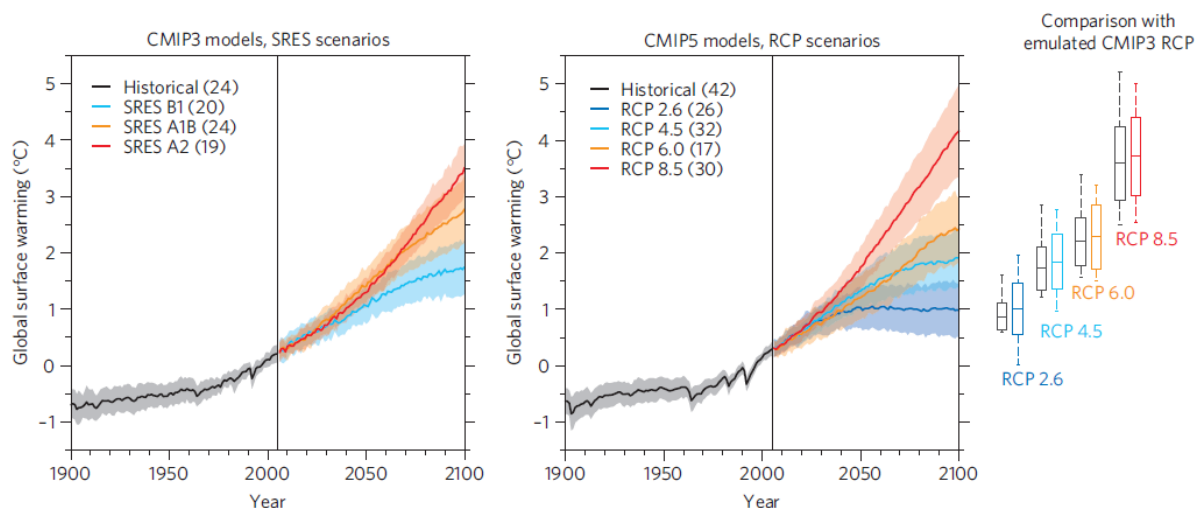 CMIP3 models, SRES scenarios
Global surface warming (°C)
5
4
3
2
1
0
−1
Historical (24)
SRES B1 (20)
SRES A1B (24)
SRES A2 (19)
1900 1950 2000 2050 2100
Year
CMIP5 models, RCP scenarios
Global surface warming (°C)
5
4
3
2
1
0
−1
Historical (42)
RCP 2.6 (26)
RCP 4.5 (32)
RCP 6.0 (17)
RCP 8.5 (30)
1900 1950 2000 2050 2100
Year
Comparison with
emulated CMIP3 RCP
RCP 8.5
RCP 6.0
RCP 4.5
RCP 2.6